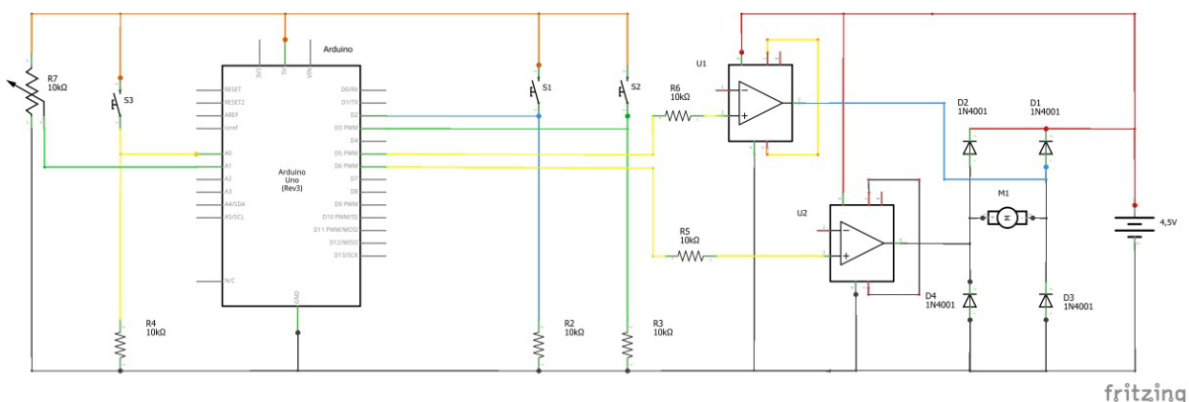 Arduino
3V3
5V
VIN
R7
10kΩ
S3
RESET
RESET2
AREF
ioref
A0
A1
A2
A3
A4/SDA
A5/SCL
N/C
Arduino
Uno
(Rev3)
D0/RX
D1/TX
D2
D3 PWM
D4
D5 PWM
D6 PWM
D7
D8
D9 PWM
D10 PWM/SS
D11 PWM/MOSI
D12/MISO
D13/SCK
GND
R4
10kΩ
S1
S2
R2
10kΩ
R3
10kΩ
R6
10kΩ
R5
10kΩ
U1
U2
D2
1N4001
D1
1N4001
M1
M
D4
1N4001
D3
1N4001
4,5V
fritzing